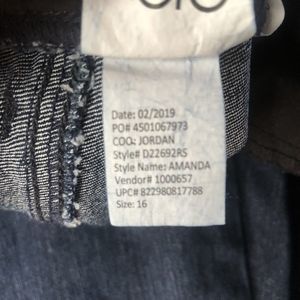 Date: 02/2019
PO# 4501067973
COO: JORDAN
Style# D22692RS
Style Name: AMANDA
Vendor# 1000657
UPC# 822980817788
Size: 16